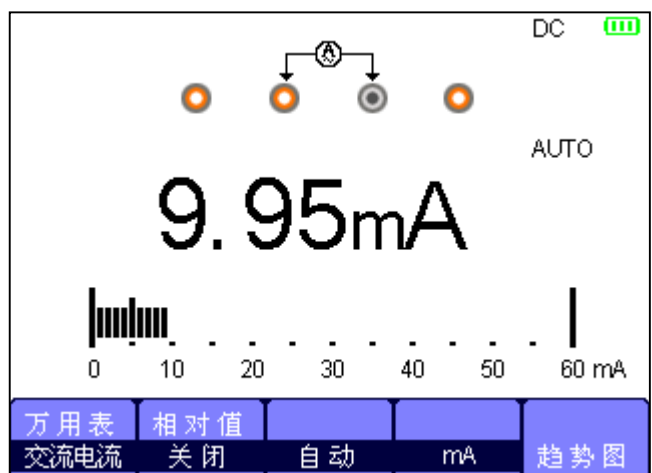 DC
A
AUTO
9.95mA
0 10 20 30 40 50 60 mA
万用表 相对值
交流电流 关闭 自动 mA 趋势图